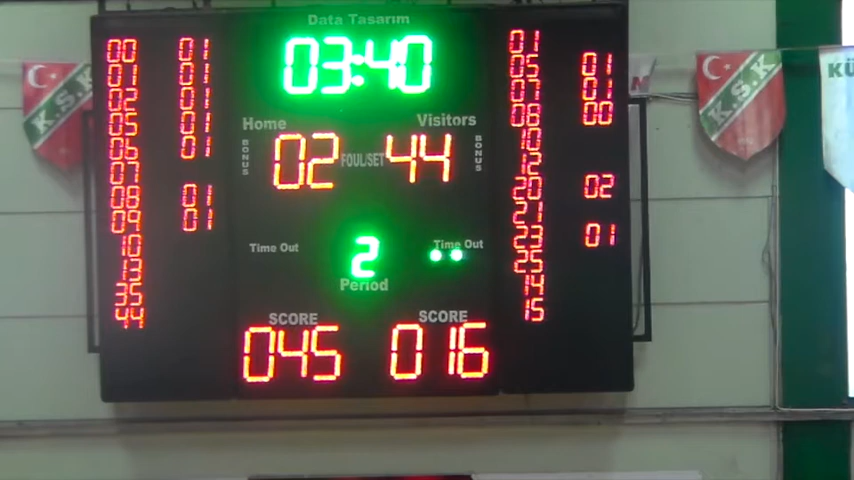 Data Tasarım
03:40
Home Visitors
BONUS 02 FOUL/SET 44 BONUS
Time Out 2 Time Out
Period
SCORE SCORE
045 016
00 01
01 01
02 01
05 01
06 01
07
08 01
09 01
10
13
35
44
01
05 01
07 01
08 00
10
12
20 02
21
23 01
25
14
15
K.S.K
K.S.K
KÜ